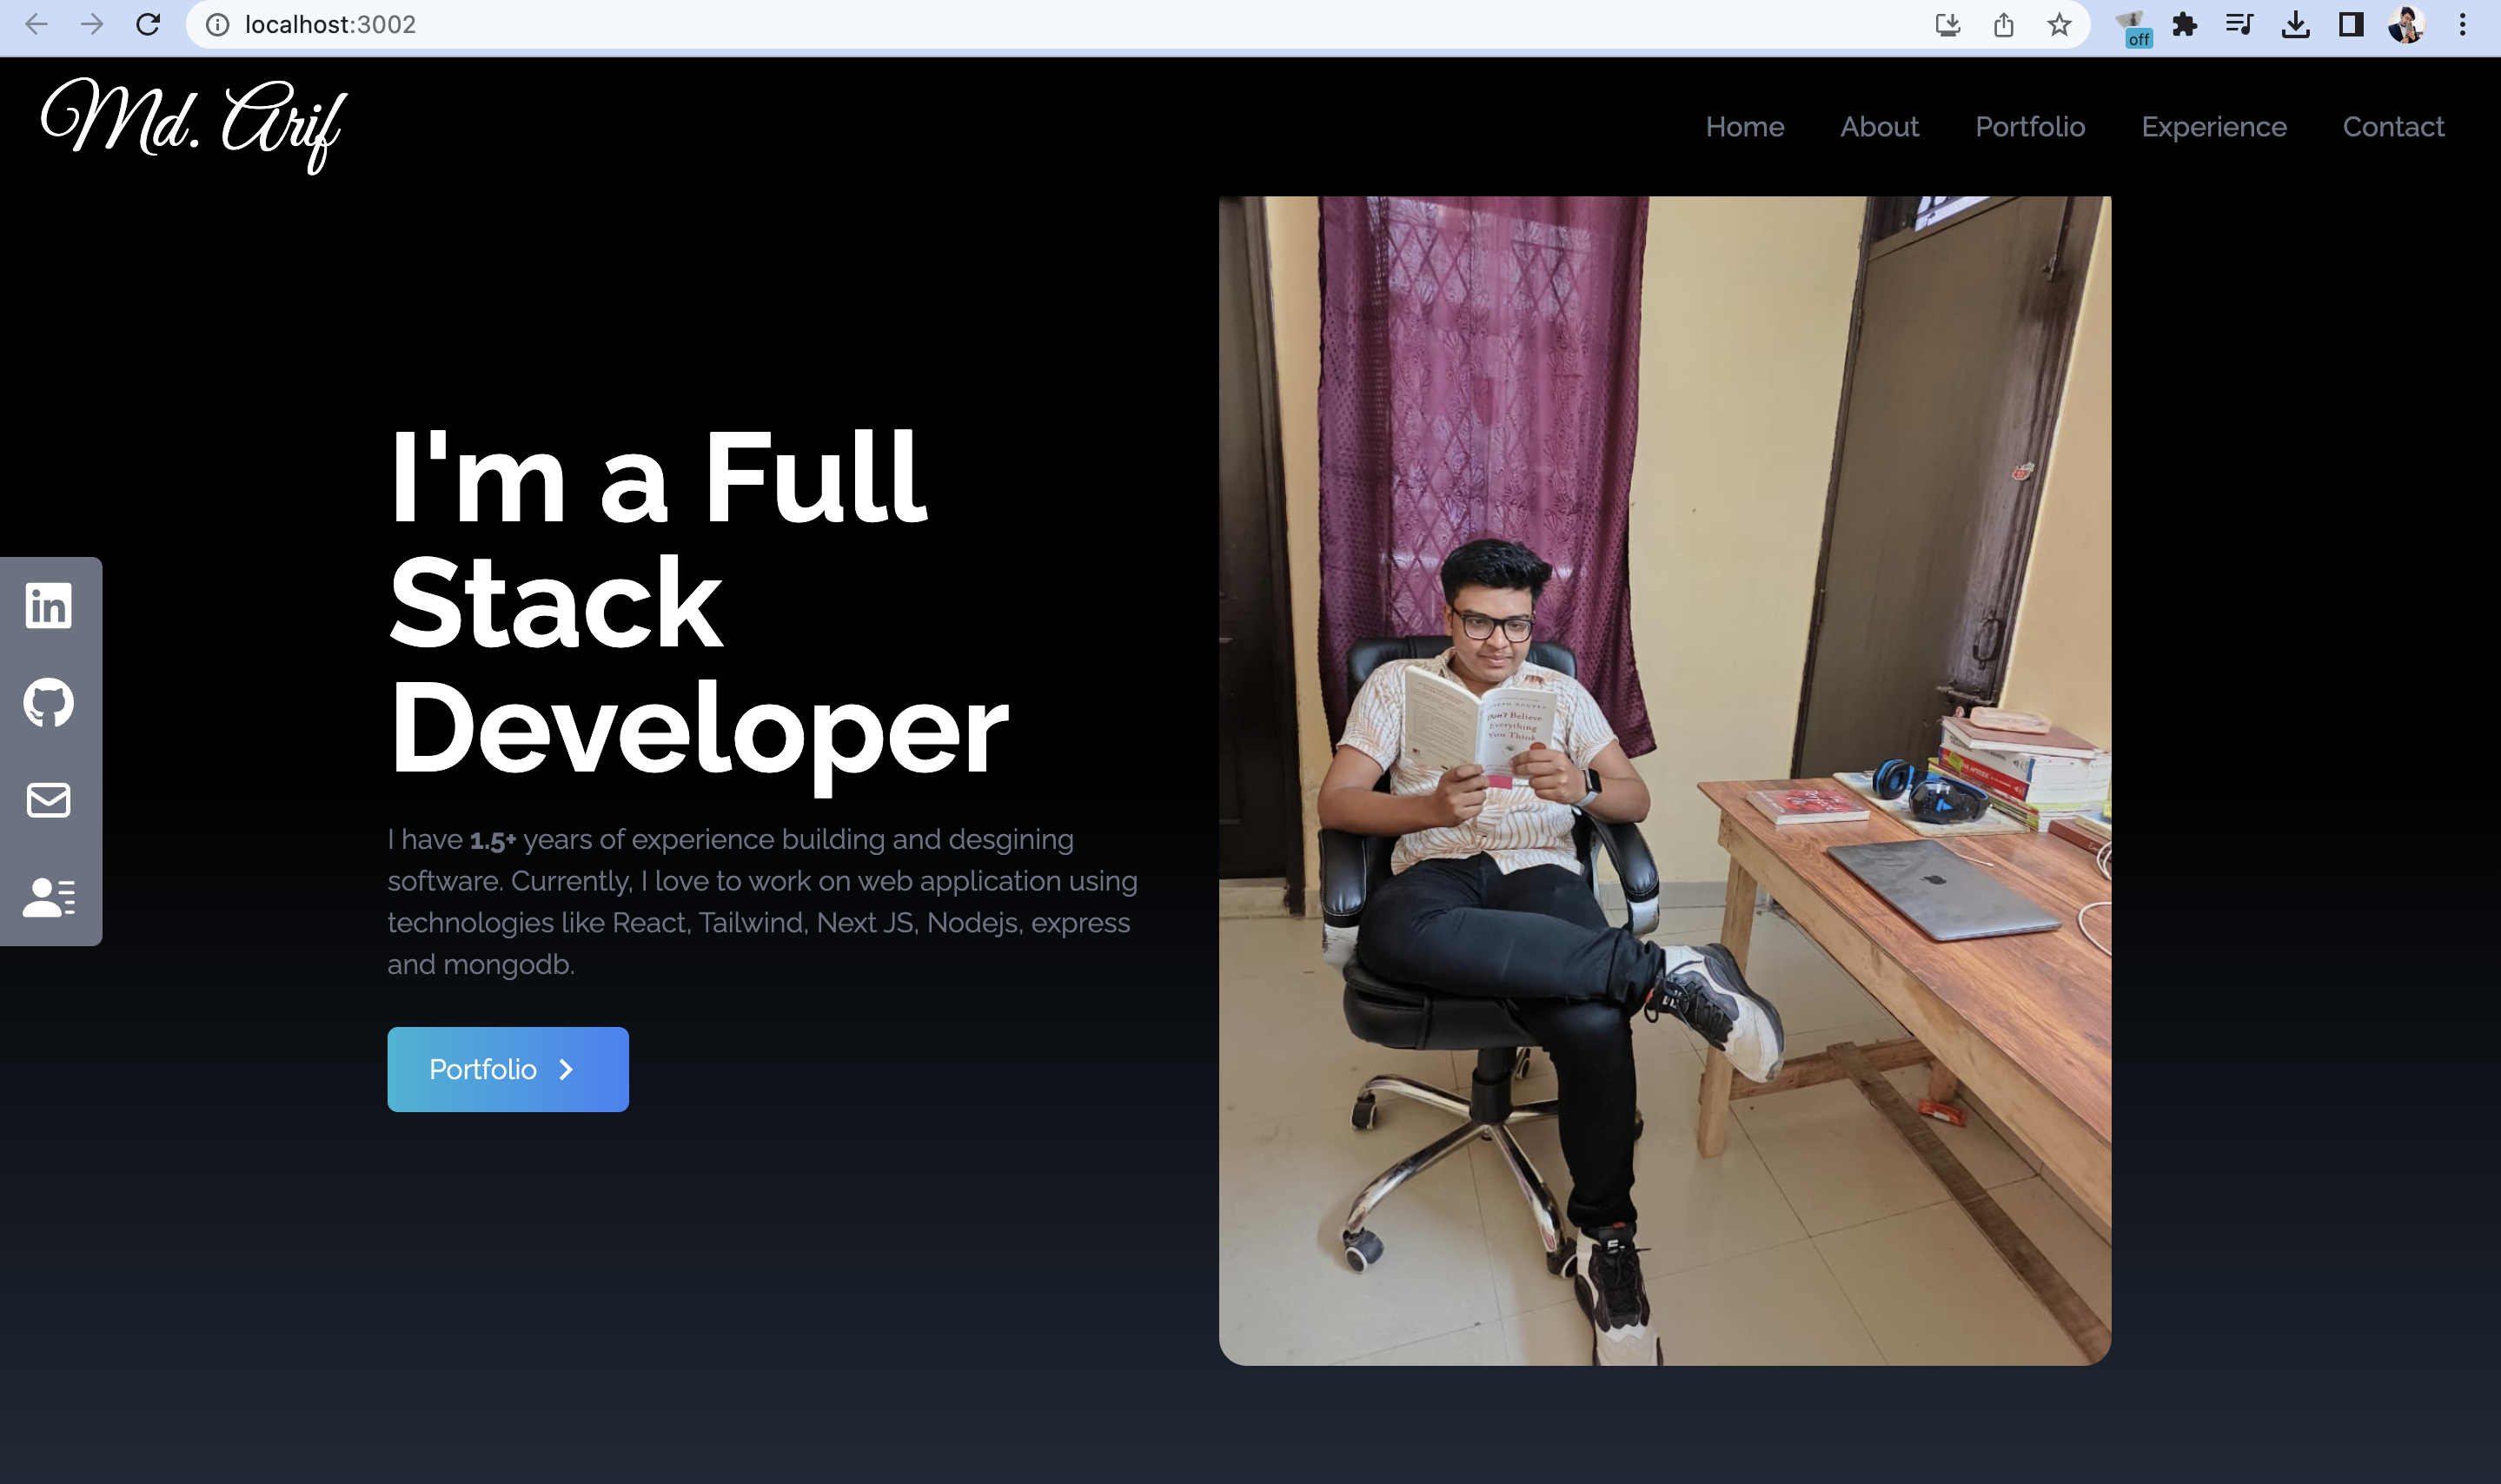 localhost:3002
off
Md. Arif
Home
About
Portfolio
Experience
Contact
I'm a Full
Stack
Developer
I have 1.5+ years of experience building and desgining
software. Currently, I love to work on web application using
technologies like React, Tailwind, Next JS, Nodejs, express
and mongodb.
Portfolio
in
Don't Believe
Everything
You Think